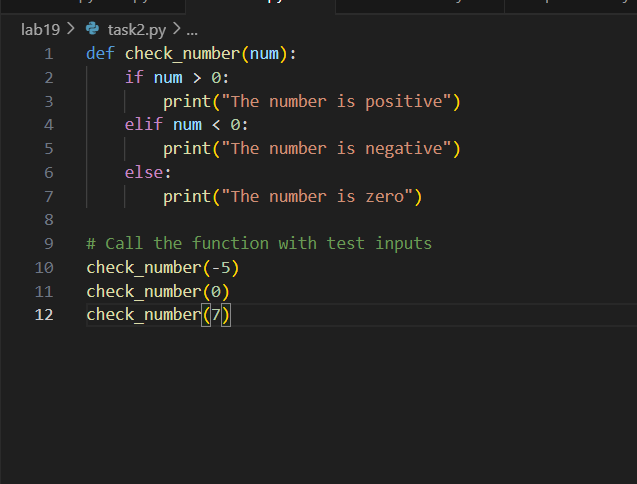 lab19 > task2.py > ...
1 def check_number(num):
2     if num > 0:
3         print("The number is positive")
4     elif num < 0:
5         print("The number is negative")
6     else:
7         print("The number is zero")
8
9 # Call the function with test inputs
10 check_number(-5)
11 check_number(0)
12 check_number(7)